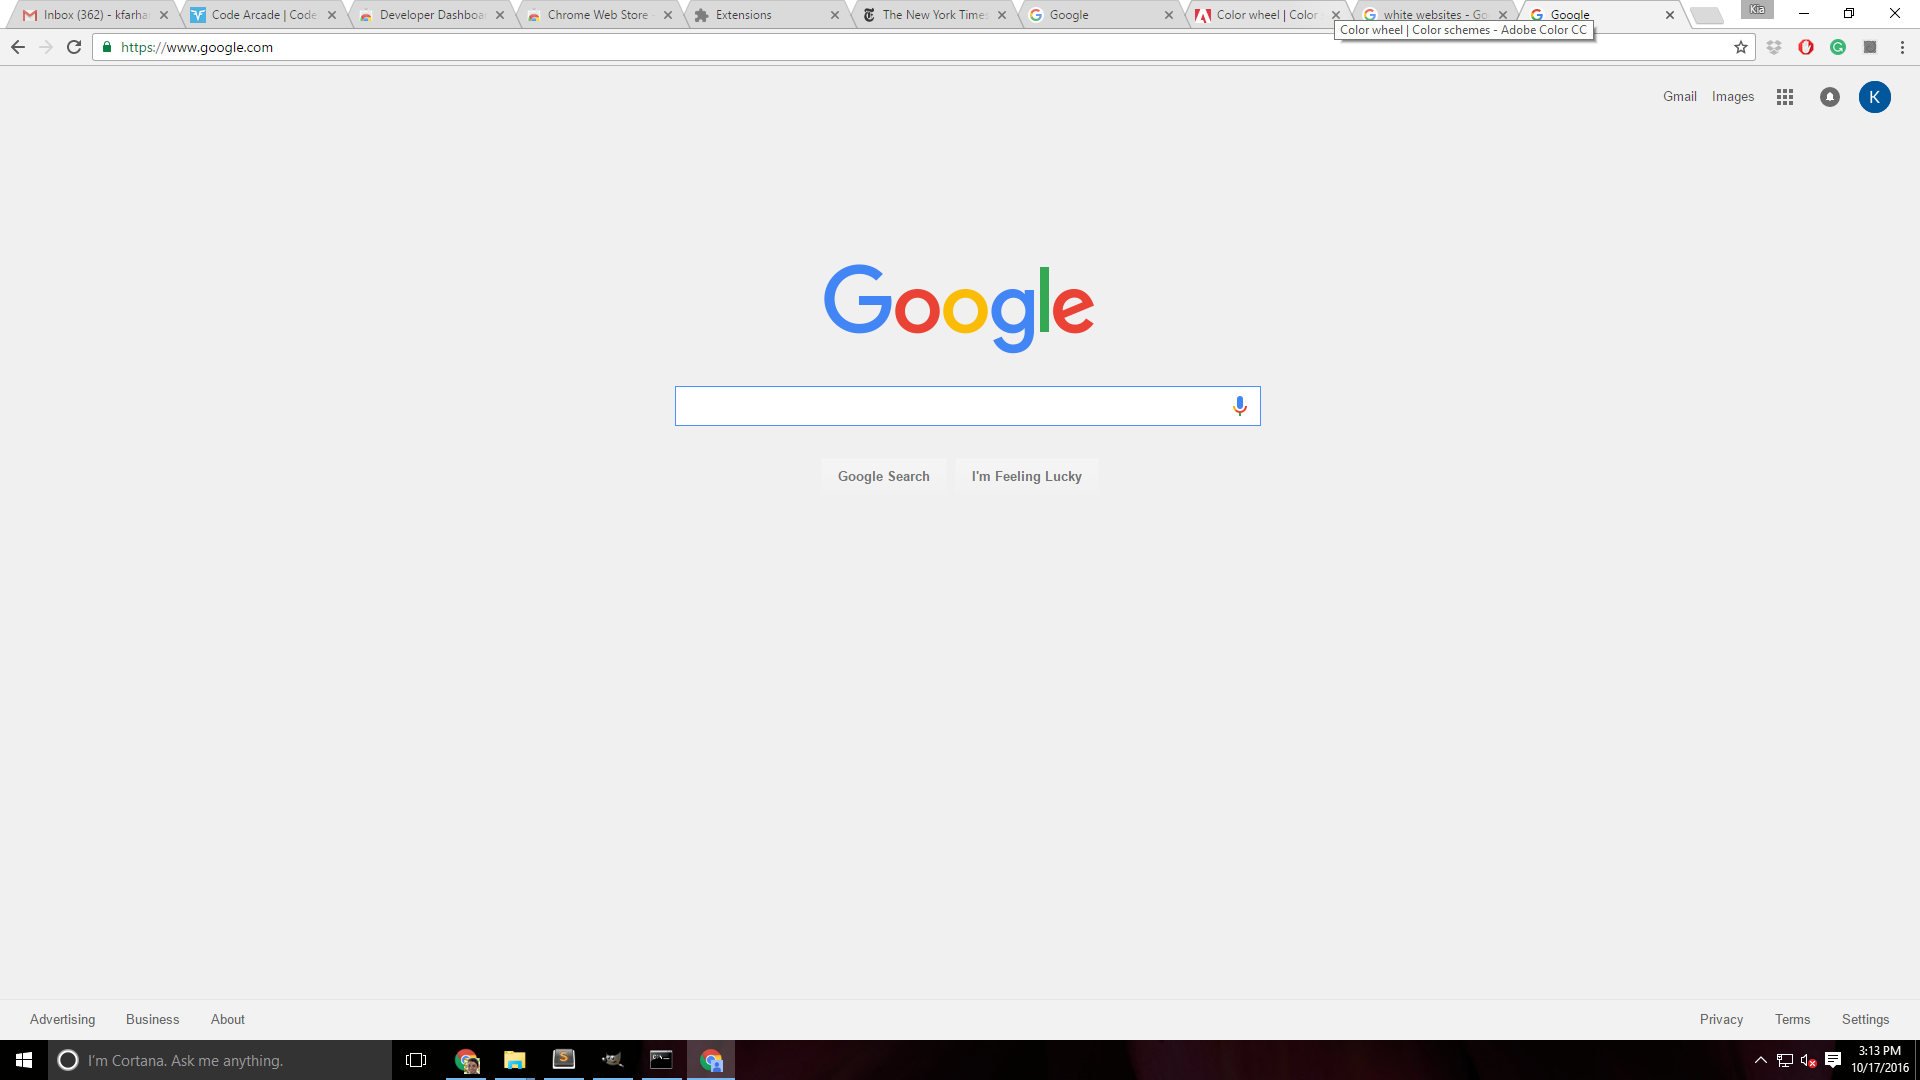 Inbox (362) - kfarha
Code Arcade | Code
Developer Dashboa
Chrome Web Store -
Extensions
The New York Times
Google
Color wheel | Color
white websites - Go
Google
Kia
Color wheel | Color schemes - Adobe Color CC
https://www.google.com
Gmail
Images
K
Google
Google Search
I'm Feeling Lucky
Advertising
Business
About
Privacy
Terms
Settings
I'm Cortana. Ask me anything.
3:13 PM
10/17/2016